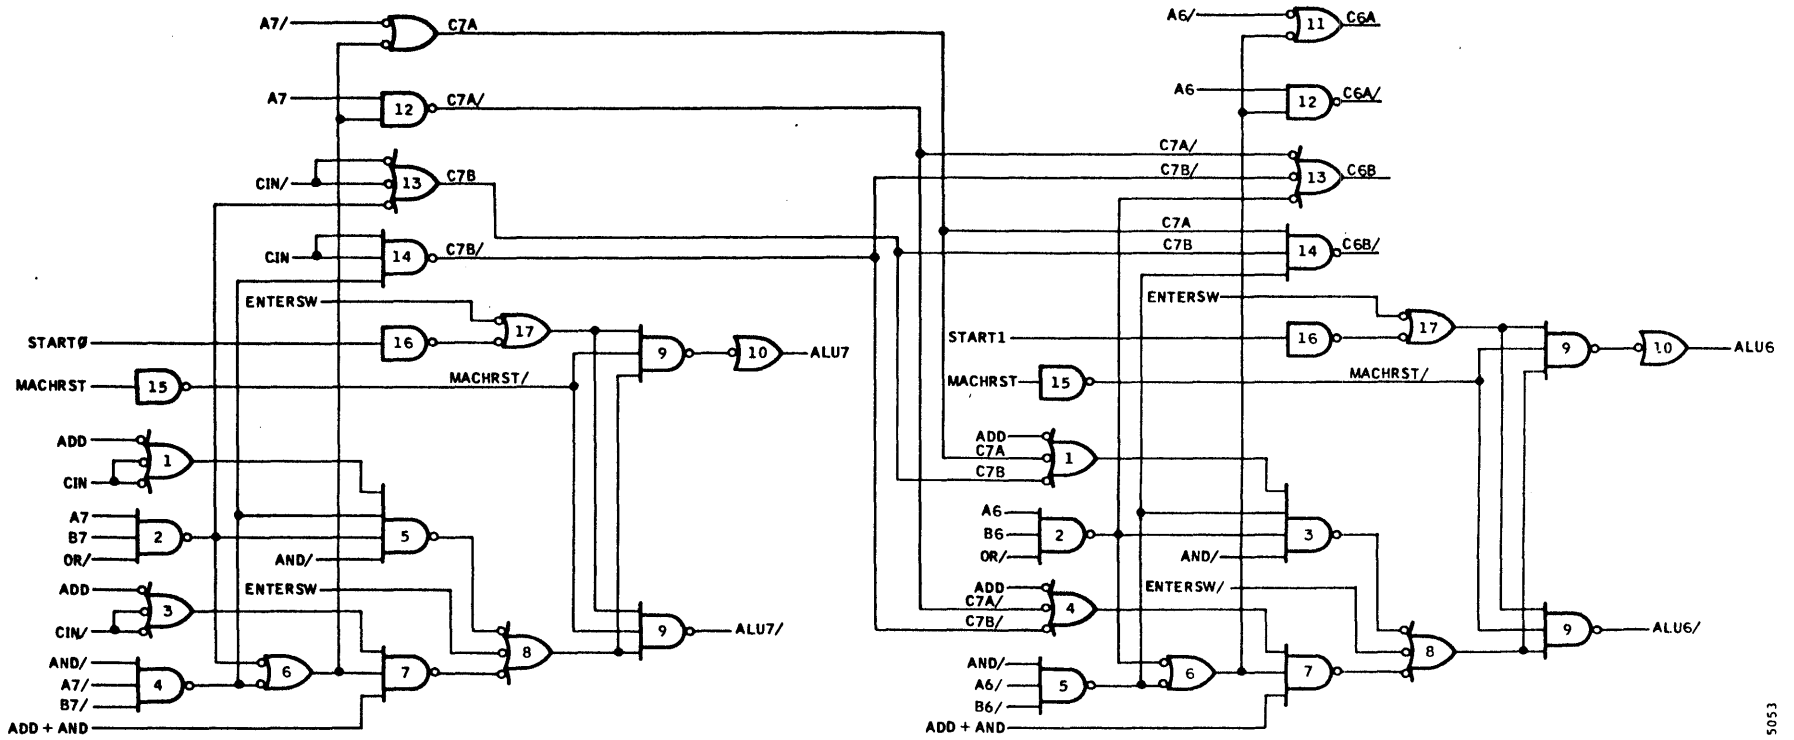 A7/
C7A
A7
12
C7A/
CIN/
13
C7B
CIN
14
C7B/
ENTERSW
17
STARTØ
16
9
10
ALU7
MACHRST
15
MACHRST/
ADD
1
CIN
A7
B7
OR/
2
5
AND/
ADD
3
CIN/
ENTERSW
8
9
ALU7/
AND/
A7/
B7/
4
6
7
ADD + AND
A6/
11
C6A
A6
12
C6A/
C7A/
C7B/
13
C6B
C7A
C7B
14
C6B/
ENTERSW
17
START1
16
9
10
ALU6
MACHRST
15
MACHRST/
ADD
C7A
C7B
1
A6
B6
OR/
2
3
AND/
ADD
C7A/
C7B/
4
ENTERSW/
8
9
ALU6/
AND/
A6/
B6/
5
6
7
ADD + AND
5053